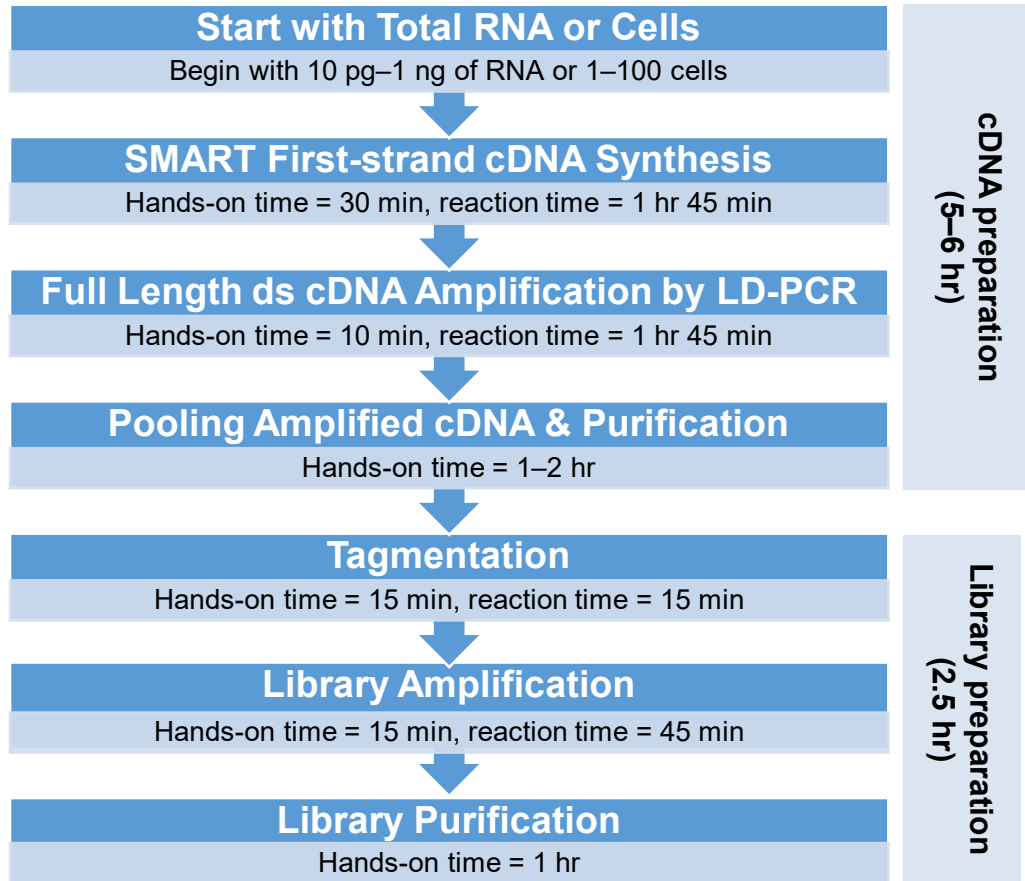 Start with Total RNA or Cells
Begin with 10 pg–1 ng of RNA or 1–100 cells
SMART First-strand cDNA Synthesis
Hands-on time = 30 min, reaction time = 1 hr 45 min
Full Length ds cDNA Amplification by LD-PCR
Hands-on time = 10 min, reaction time = 1 hr 45 min
Pooling Amplified cDNA & Purification
Hands-on time = 1–2 hr
cDNA preparation
(5–6 hr)
Tagmentation
Hands-on time = 15 min, reaction time = 15 min
Library Amplification
Hands-on time = 15 min, reaction time = 45 min
Library Purification
Hands-on time = 1 hr
Library preparation
(2.5 hr)